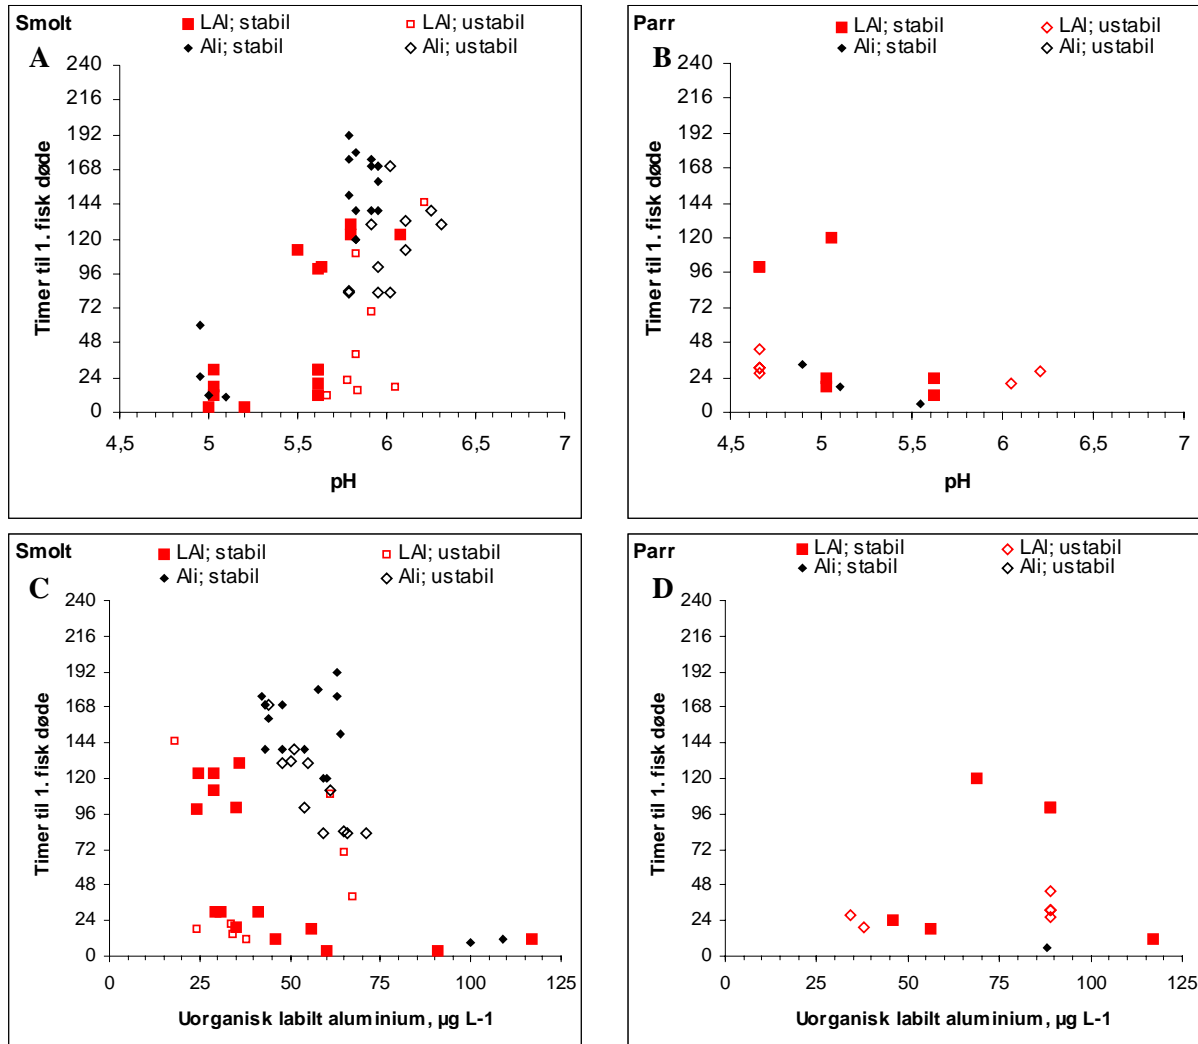 Smolt
LAl; stabil
LAl; ustabil
Ali; stabil
Ali; ustabil
A
Timer til 1. fisk døde
240
216
192
168
144
120
96
72
48
24
0
4,5
5
5,5
6
6,5
7
pH
Parr
LAl; stabil
LAl; ustabil
Ali; stabil
Ali; ustabil
B
Timer til 1. fisk døde
240
216
192
168
144
120
96
72
48
24
0
4,5
5
5,5
6
6,5
7
pH
Smolt
LAl; stabil
LAl; ustabil
Ali; stabil
Ali; ustabil
C
Timer til 1. fisk døde
240
216
192
168
144
120
96
72
48
24
0
0
25
50
75
100
125
Uorganisk labilt aluminium, µg L-1
Parr
LAl; stabil
LAl; ustabil
Ali; stabil
Ali; ustabil
D
Timer til 1. fisk døde
240
216
192
168
144
120
96
72
48
24
0
0
25
50
75
100
125
Uorganisk labilt aluminium, µg L-1